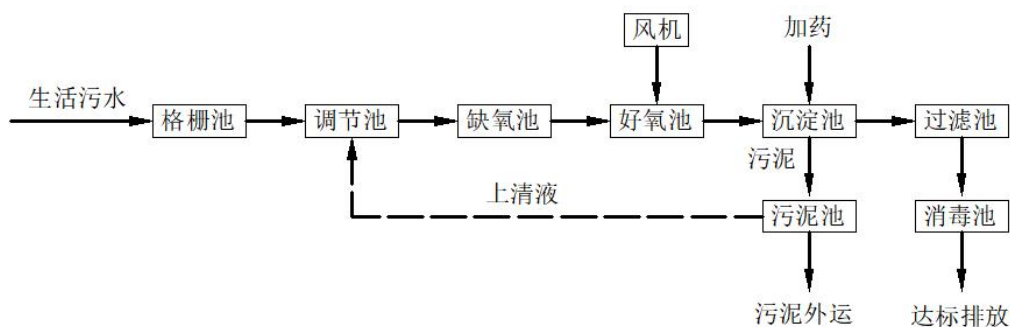 风机
加药
生活污水
格栅池
调节池
缺氧池
好氧池
沉淀池
过滤池
污泥
上清液
污泥池
消毒池
污泥外运
达标排放